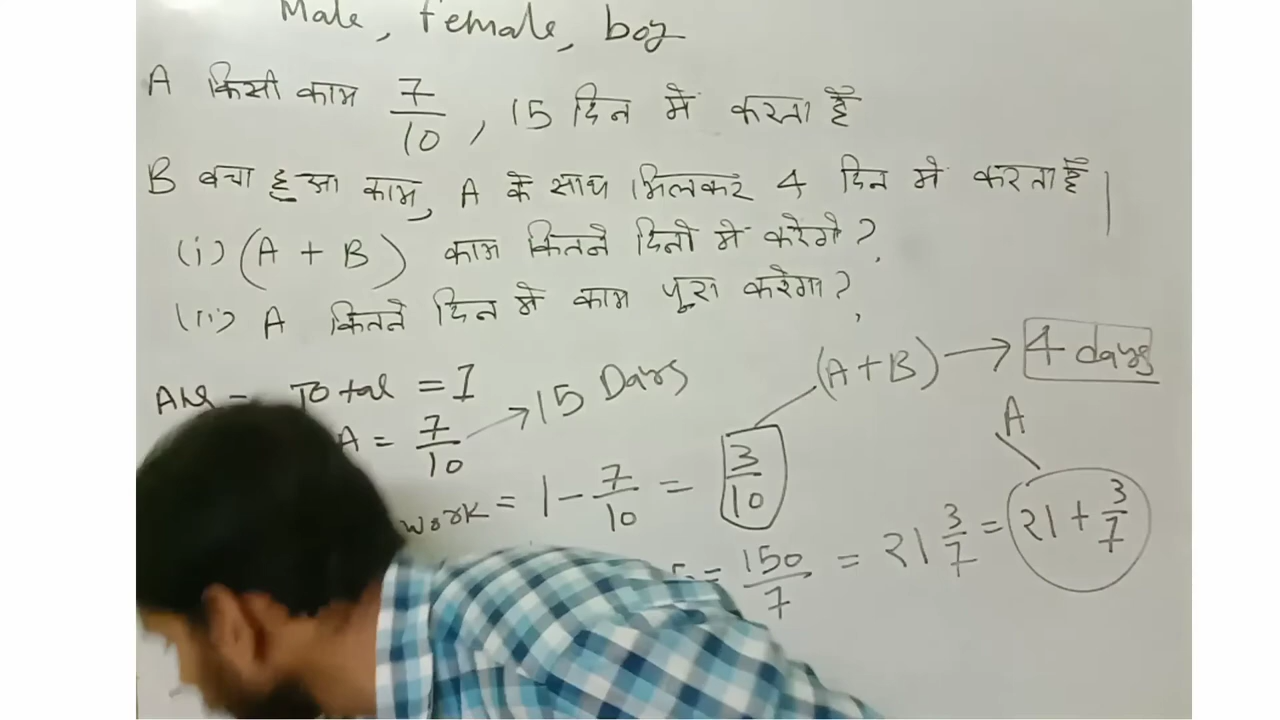 Male, Female, boy
A किसी काम 7/10, 15 दिन में करता है
B बचा हुआ काम, A के साथ मिलकर 4 दिन में करता है |
(i) (A + B) काम कितने दिनों में करेंगे?
(ii) A कितने दिन में काम पूरा करेगा?
Ans - Total = 1
A = 7/10 → 15 Days
work = 1 - 7/10 = 3/10
(A+B) → 4 days
A
= 150/7 = 21 3/7 = 21 + 3/7